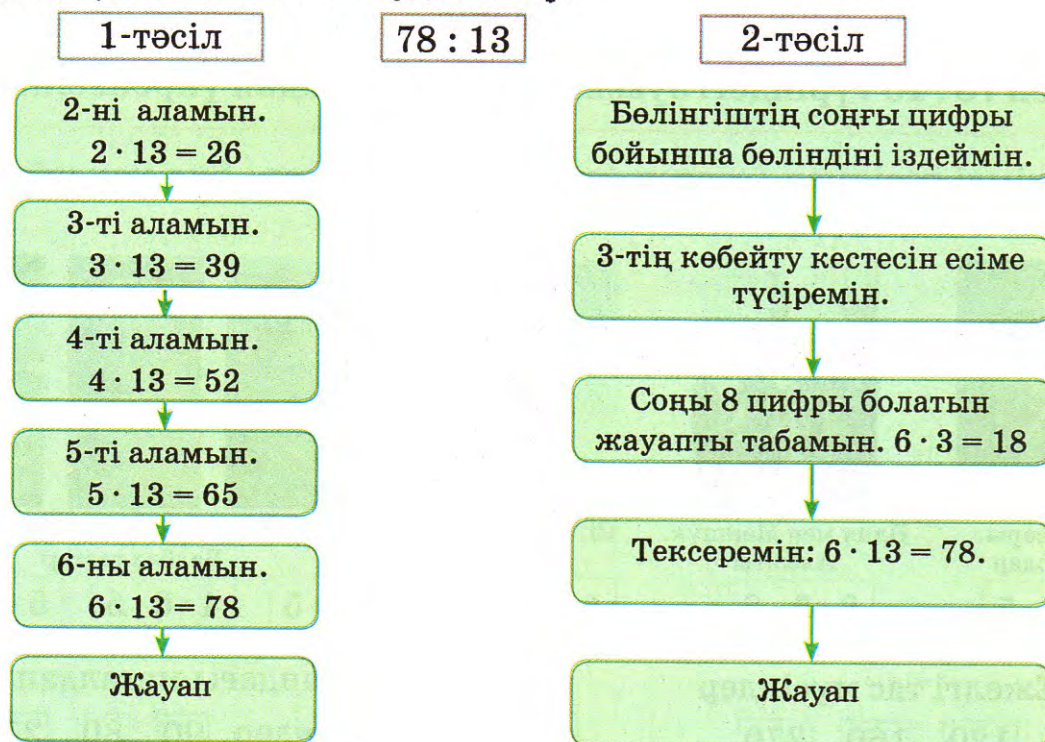 1-тәсіл
78 : 13
2-тәсіл
2-ні аламын.
2 · 13 = 26
3-ті аламын.
3 · 13 = 39
4-ті аламын.
4 · 13 = 52
5-ті аламын.
5 · 13 = 65
6-ны аламын.
6 · 13 = 78
Жауап
Бөлінгіштің соңғы цифры
бойынша бөліндіні іздеймін.
3-тің көбейту кестесін есіме
түсіремін.
Соңы 8 цифры болатын
жауапты табамын. 6 · 3 = 18
Тексеремін: 6 · 13 = 78.
Жауап